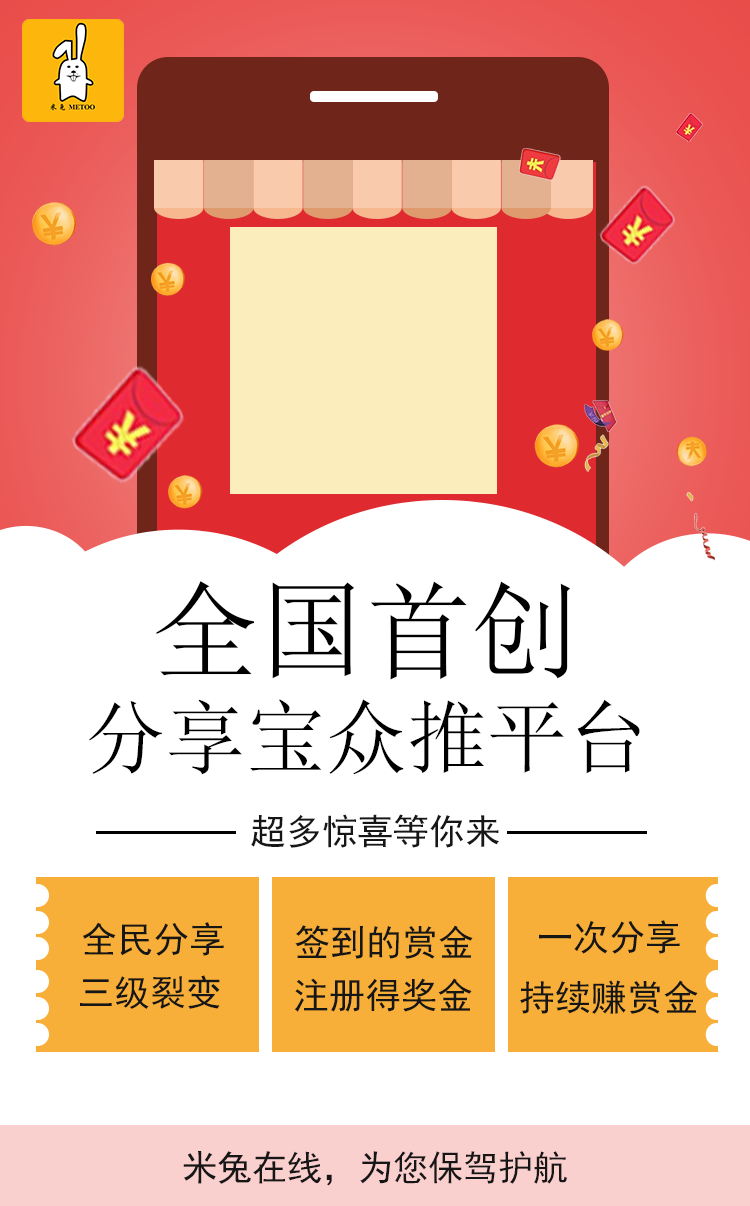 米兔 METOO
全国首创
分享宝众推平台
超多惊喜等你来
全民分享
三级裂变
签到的赏金
注册得奖金
一次分享
持续赚赏金
米兔在线，为您保驾护航